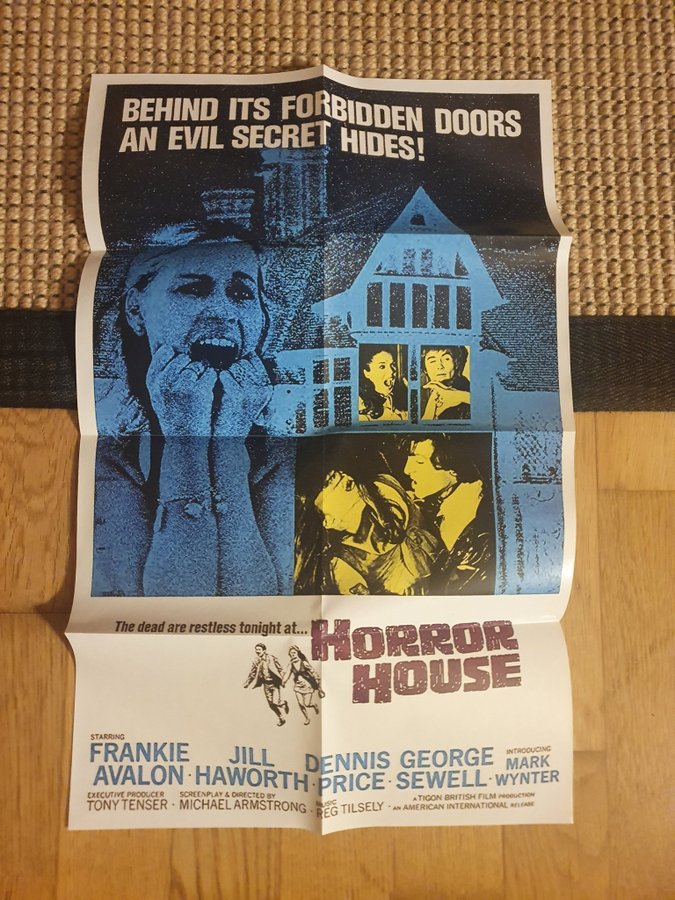 BEHIND ITS FORBIDDEN DOORS
AN EVIL SECRET HIDES!
The dead are restless tonight at... HORROR
HOUSE
STARRING
FRANKIE AVALON · JILL HAWORTH · DENNIS PRICE · GEORGE SEWELL · INTRODUCING MARK WYNTER
EXECUTIVE PRODUCER TONY TENSER · SCREENPLAY & DIRECTED BY MICHAEL ARMSTRONG · MUSIC REG TILSELY · A TIGON BRITISH FILM PRODUCTION
AN AMERICAN INTERNATIONAL RELEASE